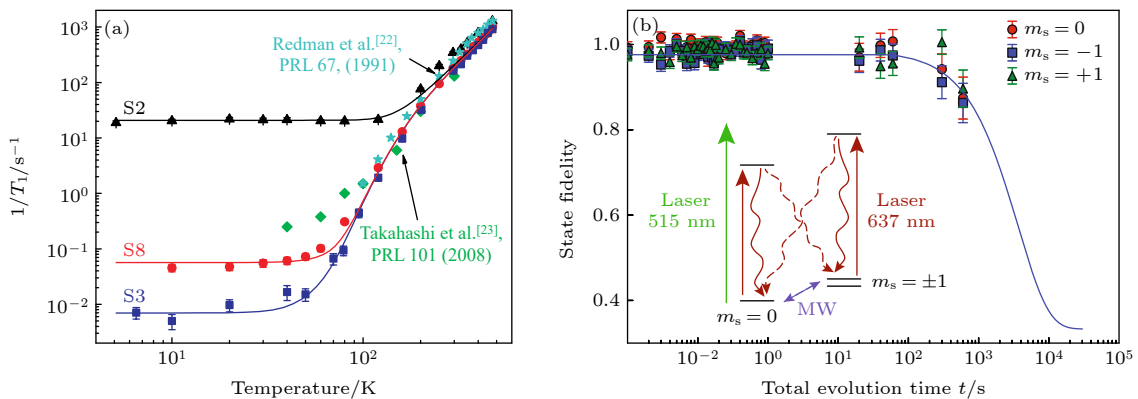 (a)
Redman et al.[22],
PRL 67, (1991)
S2
S8
S3
Takahashi et al.[23],
PRL 101 (2008)
10³
10²
10¹
10⁰
10⁻¹
10⁻²
1/T₁/s⁻¹
10¹
10²
Temperature/K
(b)
mₛ = 0
mₛ = −1
mₛ = +1
1.0
0.8
0.6
0.4
State fidelity
Laser
515 nm
Laser
637 nm
mₛ = ±1
MW
mₛ = 0
10⁻²
10⁰
10¹
10²
10³
10⁴
10⁵
Total evolution time t/s